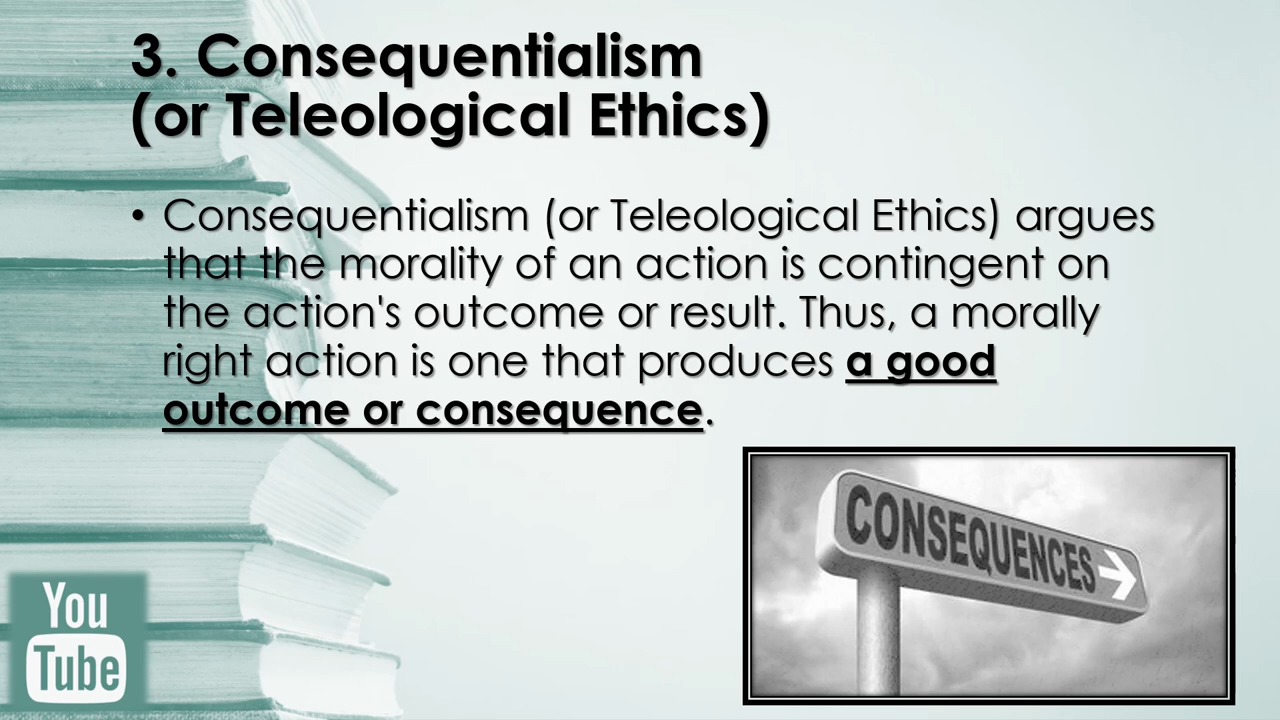 3. Consequentialism
(or Teleological Ethics)
• Consequentialism (or Teleological Ethics) argues
that the morality of an action is contingent on
the action's outcome or result. Thus, a morally
right action is one that produces a good
outcome or consequence.
CONSEQUENCES
You
Tube